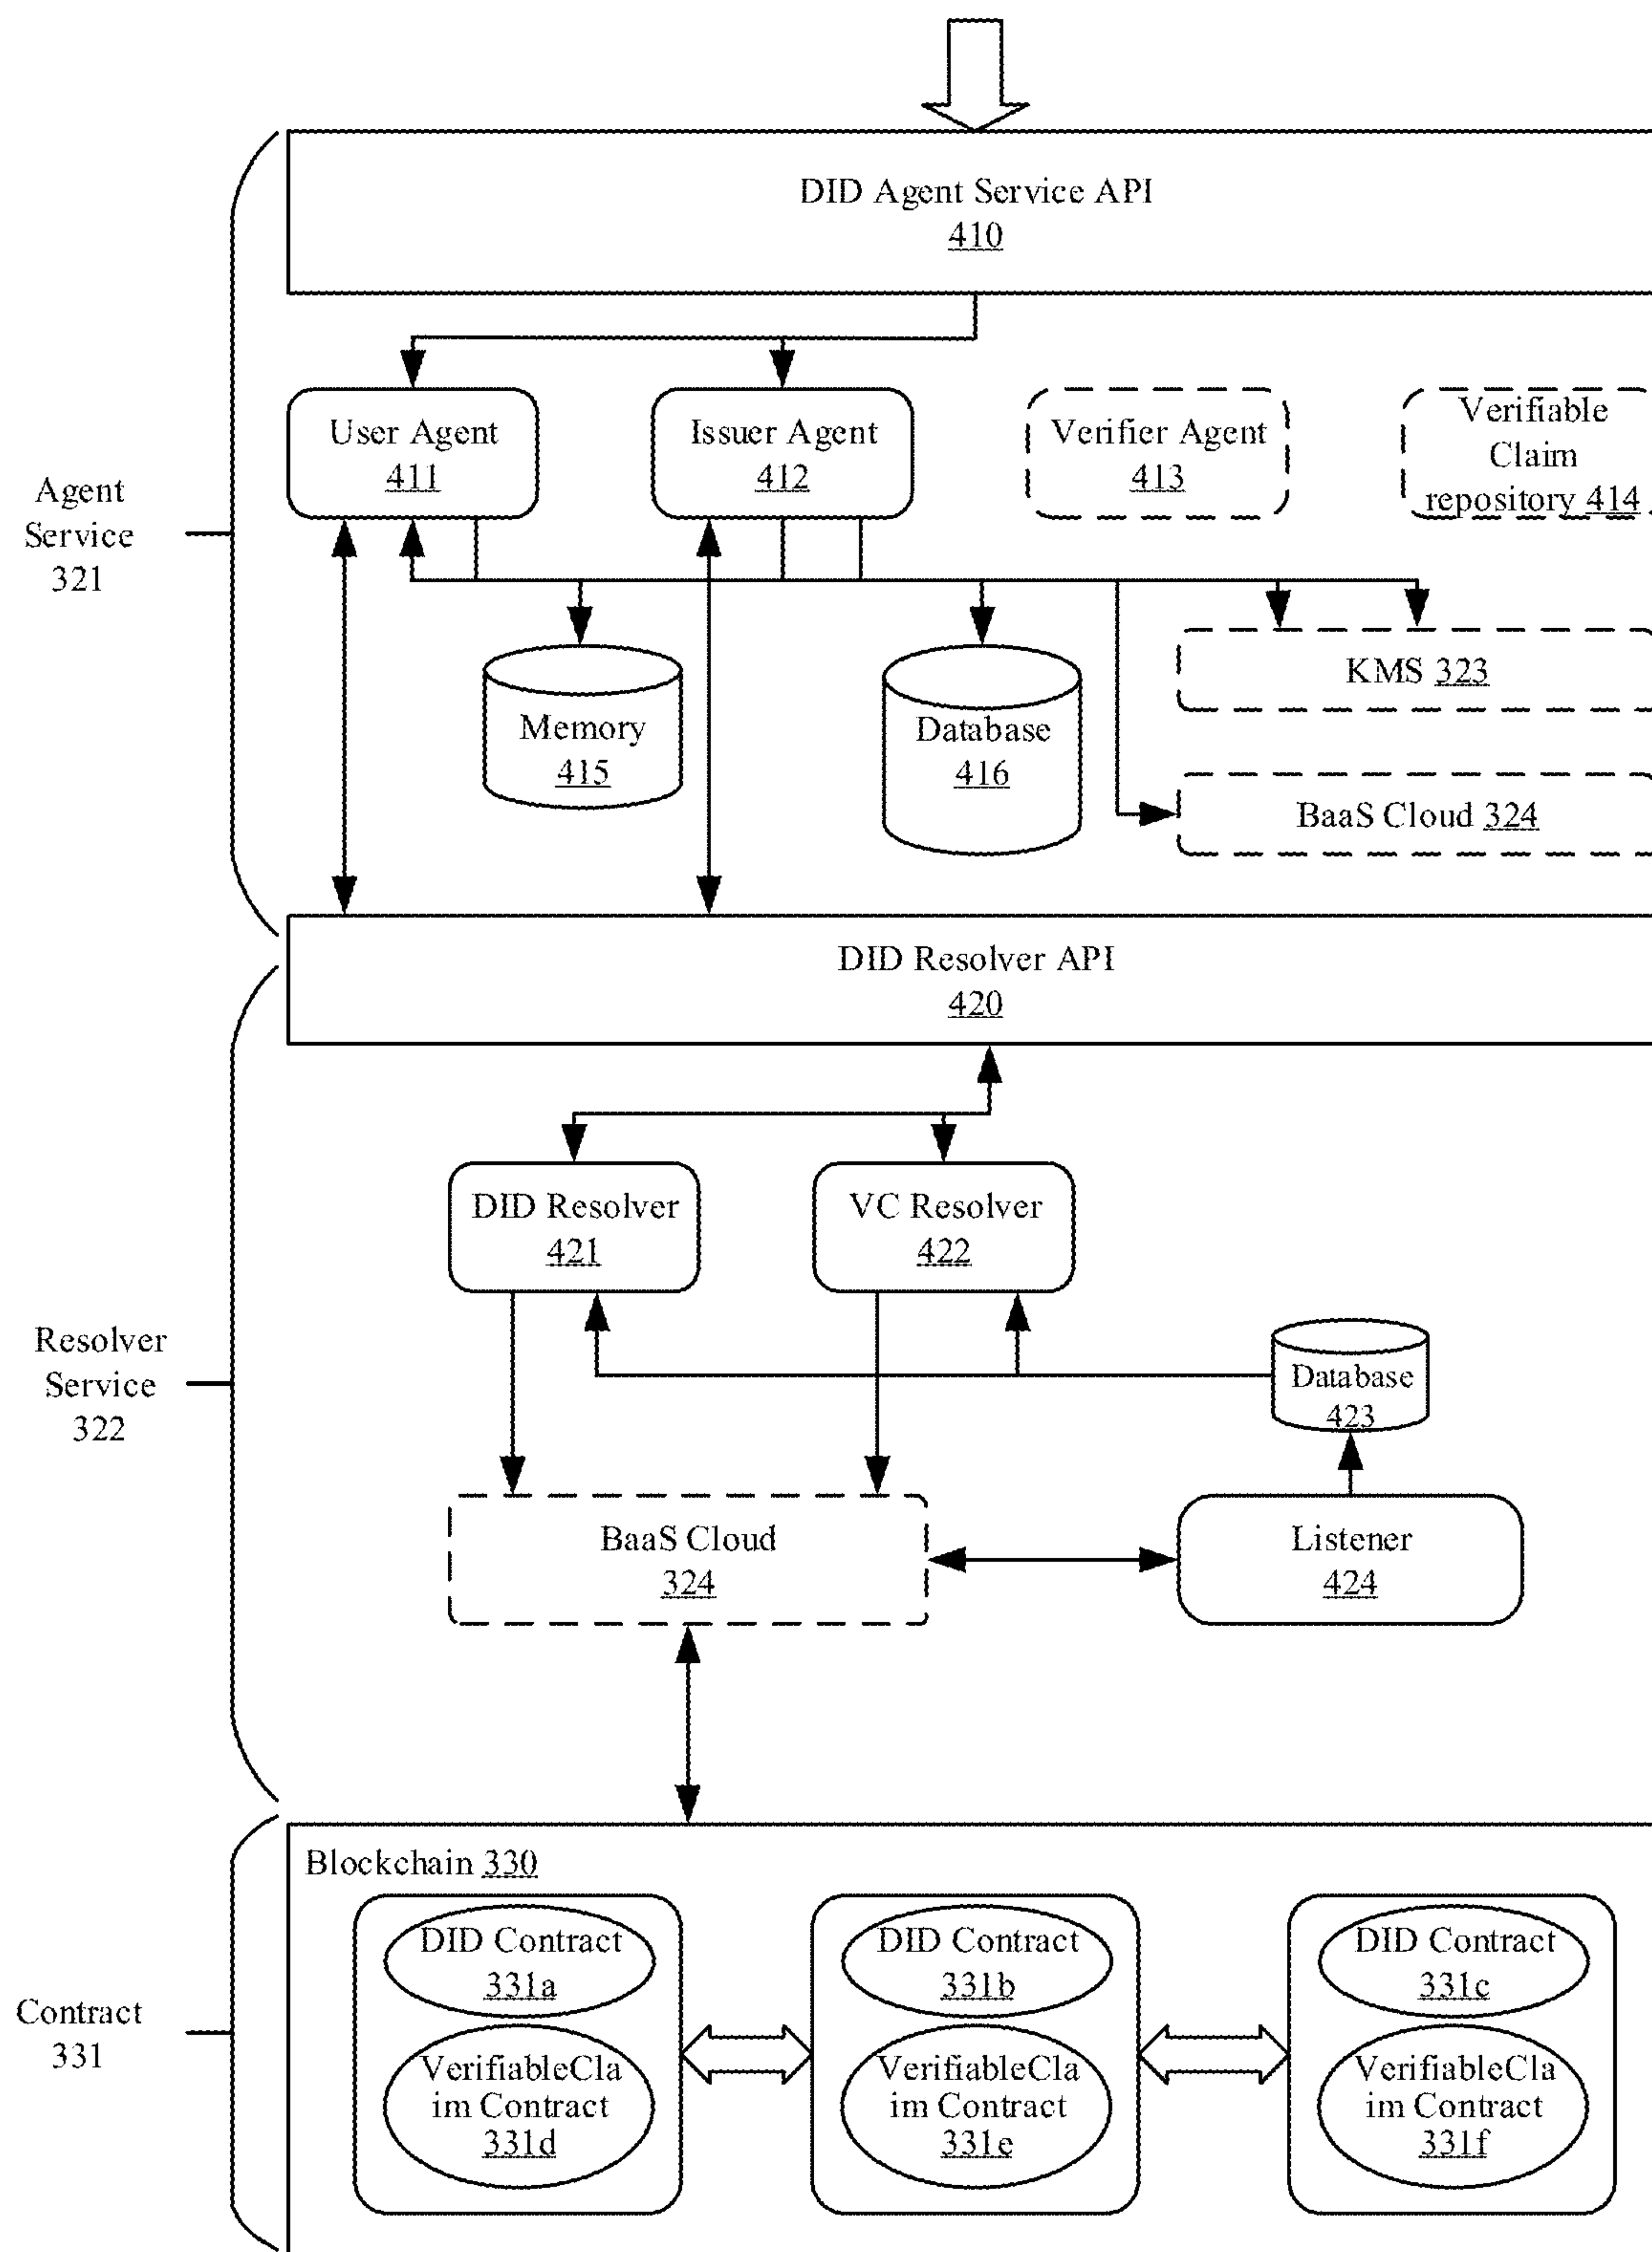 DID Agent Service API
410
User Agent
411
Issuer Agent
412
Verifier Agent
413
Verifiable
Claim
repository 414
Agent
Service
321
KMS 323
Memory
415
Database
416
BaaS Cloud 324
DID Resolver API
420
DID Resolver
421
VC Resolver
422
Resolver
Service
322
Database
423
BaaS Cloud
324
Listener
424
Blockchain 330
DID Contract
331a
DID Contract
331b
DID Contract
331c
Contract
331
VerifiableCla
im Contract
331d
VerifiableCla
im Contract
331e
VerifiableCla
im Contract
331f